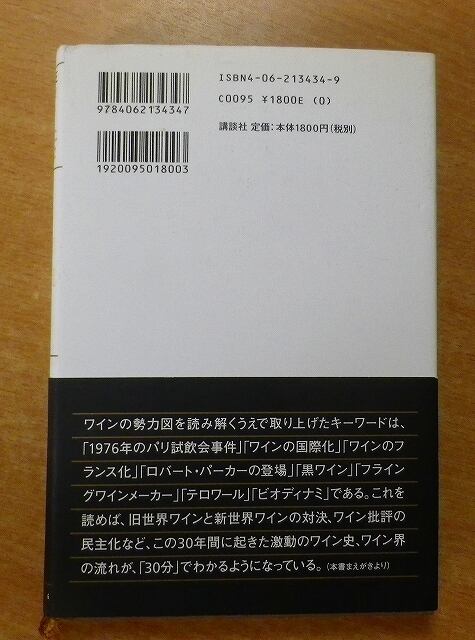 ISBN4-06-213434-9
C0095 ¥1800E (0)
講談社 定価：本体1800円（税別）
9784062134347
1920095018003
ワインの勢力図を読み解くうえで取り上げたキーワードは、
「1976年のパリ試飲会事件」「ワインの国際化」「ワインのフ
ランス化」「ロバート・パーカーの登場」「黒ワイン」「フライン
グワインメーカー」「テロワール」「ビオディナミ」である。これを
読めば、旧世界ワインと新世界ワインの対決、ワイン批評の
民主化など、この30年間に起きた激動のワイン史、ワイン界
の流れが、「30分」でわかるようになっている。（本書まえがきより）